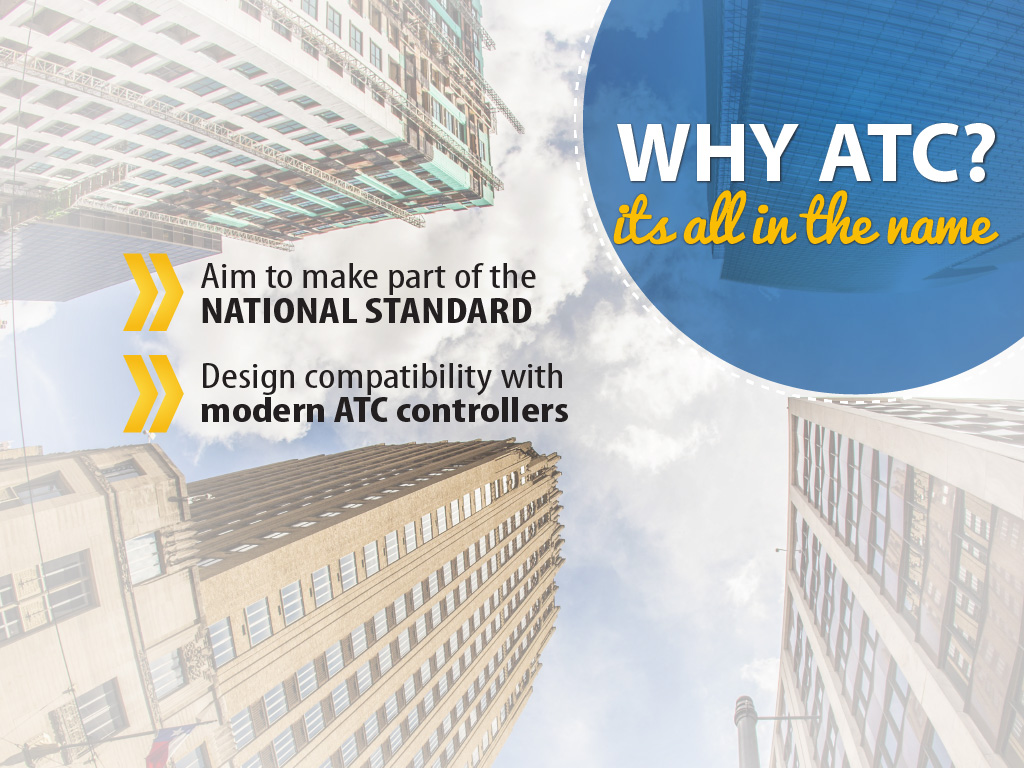 WHY ATC?
its all in the name
Aim to make part of the
NATIONAL STANDARD
Design compatibility with
modern ATC controllers